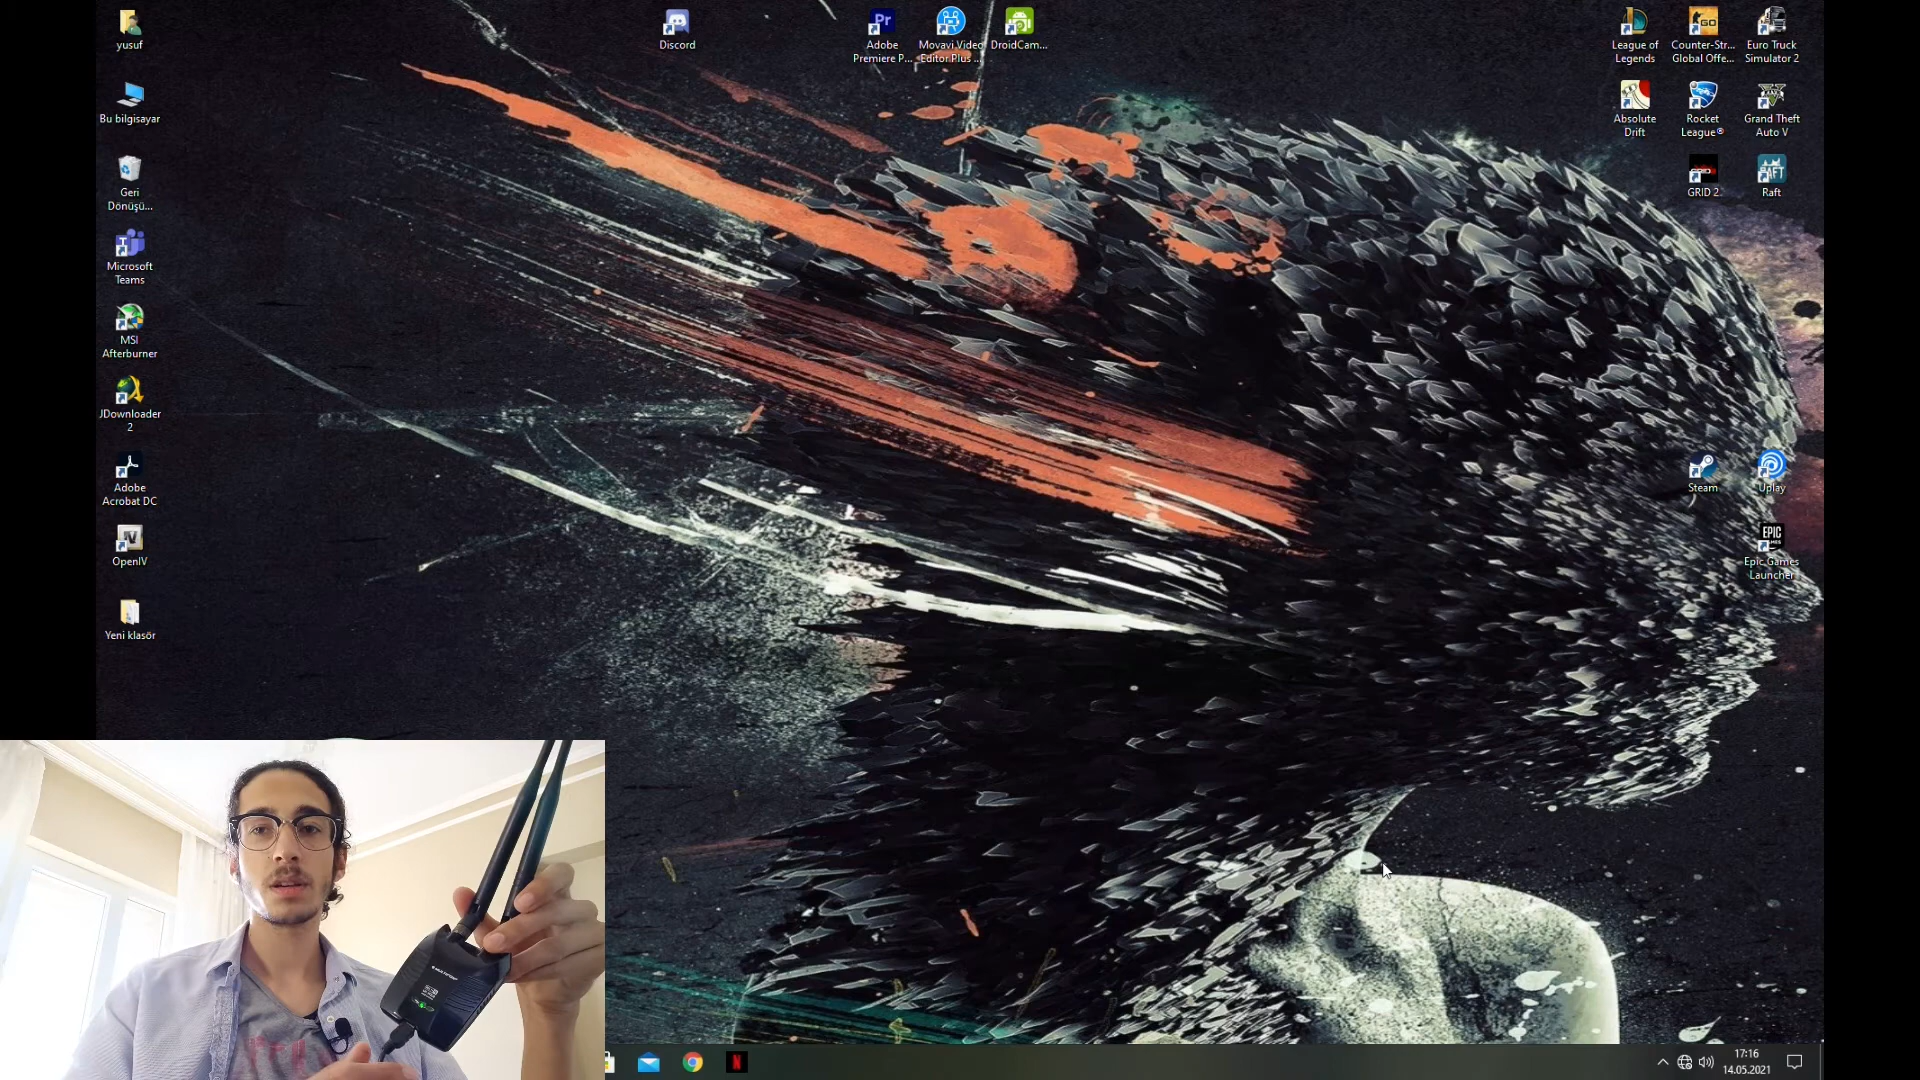 yusuf
Bu bilgisayar
Geri
Dönüşü...
Microsoft
Teams
MSI
Afterburner
JDownloader
2
Adobe
Acrobat DC
OpenIV
Yeni klasör
Discord
Adobe
Premiere P...
Movavi Video
Editor Plus ...
DroidCam...
League of
Legends
Counter-Str...
Global Offe...
Euro Truck
Simulator 2
Absolute
Drift
Rocket
League®
Grand Theft
Auto V
GRID 2
Raft
Steam
Uplay
Epic Games
Launcher
17:16
14.05.2021